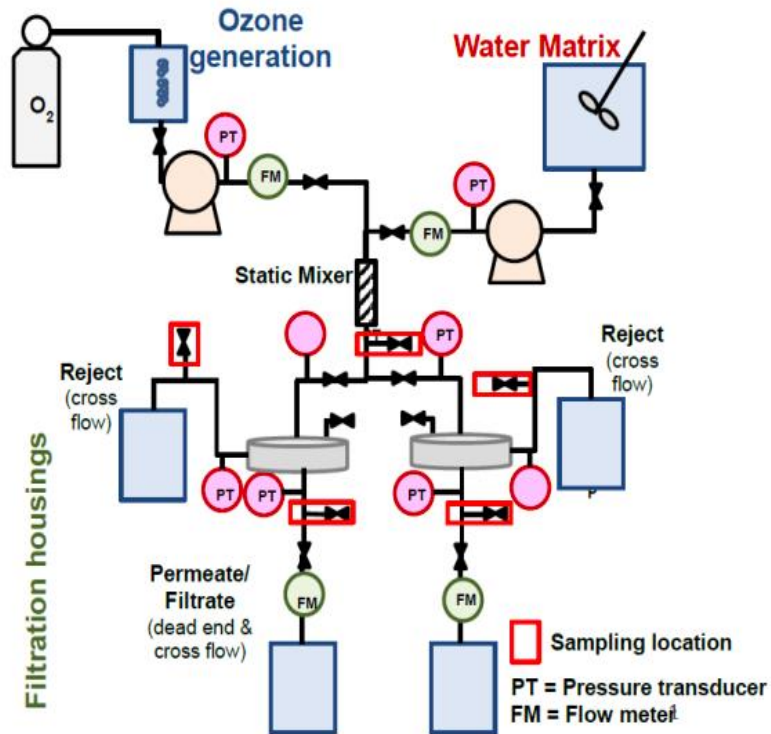 Ozone
generation
Water Matrix
O2
PT
FM
PT
FM
Static Mixer
PT
Reject
(cross
flow)
Reject
(cross
flow)
PT
PT
PT
Filtration housings
Permeate/
Filtrate
(dead end &
cross flow)
FM
FM
Sampling location
PT = Pressure transducer
FM = Flow meter